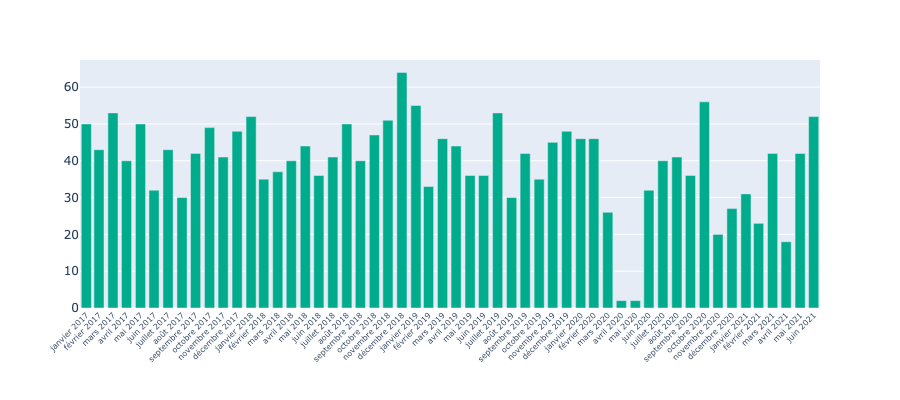 60
50
40
30
20
10
0
janvier 2017
février 2017
mars 2017
avril 2017
mai 2017
juin 2017
juillet 2017
août 2017
septembre 2017
octobre 2017
novembre 2017
décembre 2017
janvier 2018
février 2018
mars 2018
avril 2018
mai 2018
juin 2018
juillet 2018
août 2018
septembre 2018
octobre 2018
novembre 2018
décembre 2018
janvier 2019
février 2019
mars 2019
avril 2019
mai 2019
juin 2019
juillet 2019
août 2019
septembre 2019
octobre 2019
novembre 2019
décembre 2019
janvier 2020
février 2020
mars 2020
avril 2020
mai 2020
juin 2020
juillet 2020
août 2020
septembre 2020
octobre 2020
novembre 2020
décembre 2020
janvier 2021
février 2021
mars 2021
avril 2021
mai 2021
juin 2021